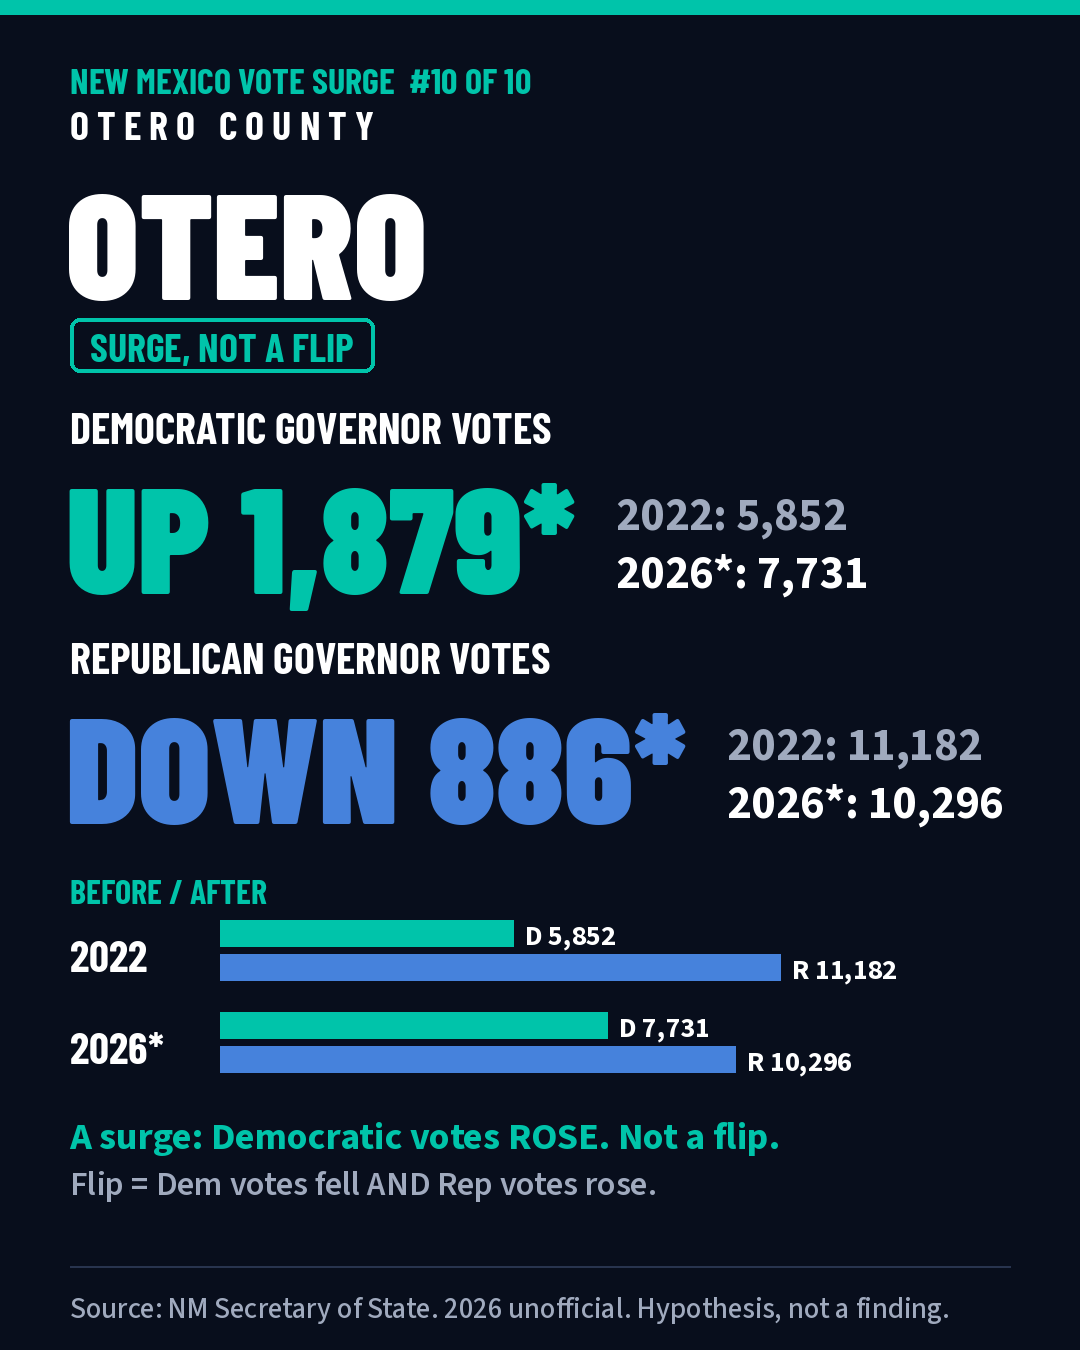 NEW MEXICO VOTE SURGE #10 OF 10
OTERO COUNTY
OTERO
SURGE, NOT A FLIP
DEMOCRATIC GOVERNOR VOTES
UP 1,879*
2022: 5,852
2026*: 7,731
REPUBLICAN GOVERNOR VOTES
DOWN 886*
2022: 11,182
2026*: 10,296
BEFORE / AFTER
2022
D 5,852
R 11,182
2026*
D 7,731
R 10,296
A surge: Democratic votes ROSE. Not a flip.
Flip = Dem votes fell AND Rep votes rose.
Source: NM Secretary of State. 2026 unofficial. Hypothesis, not a finding.